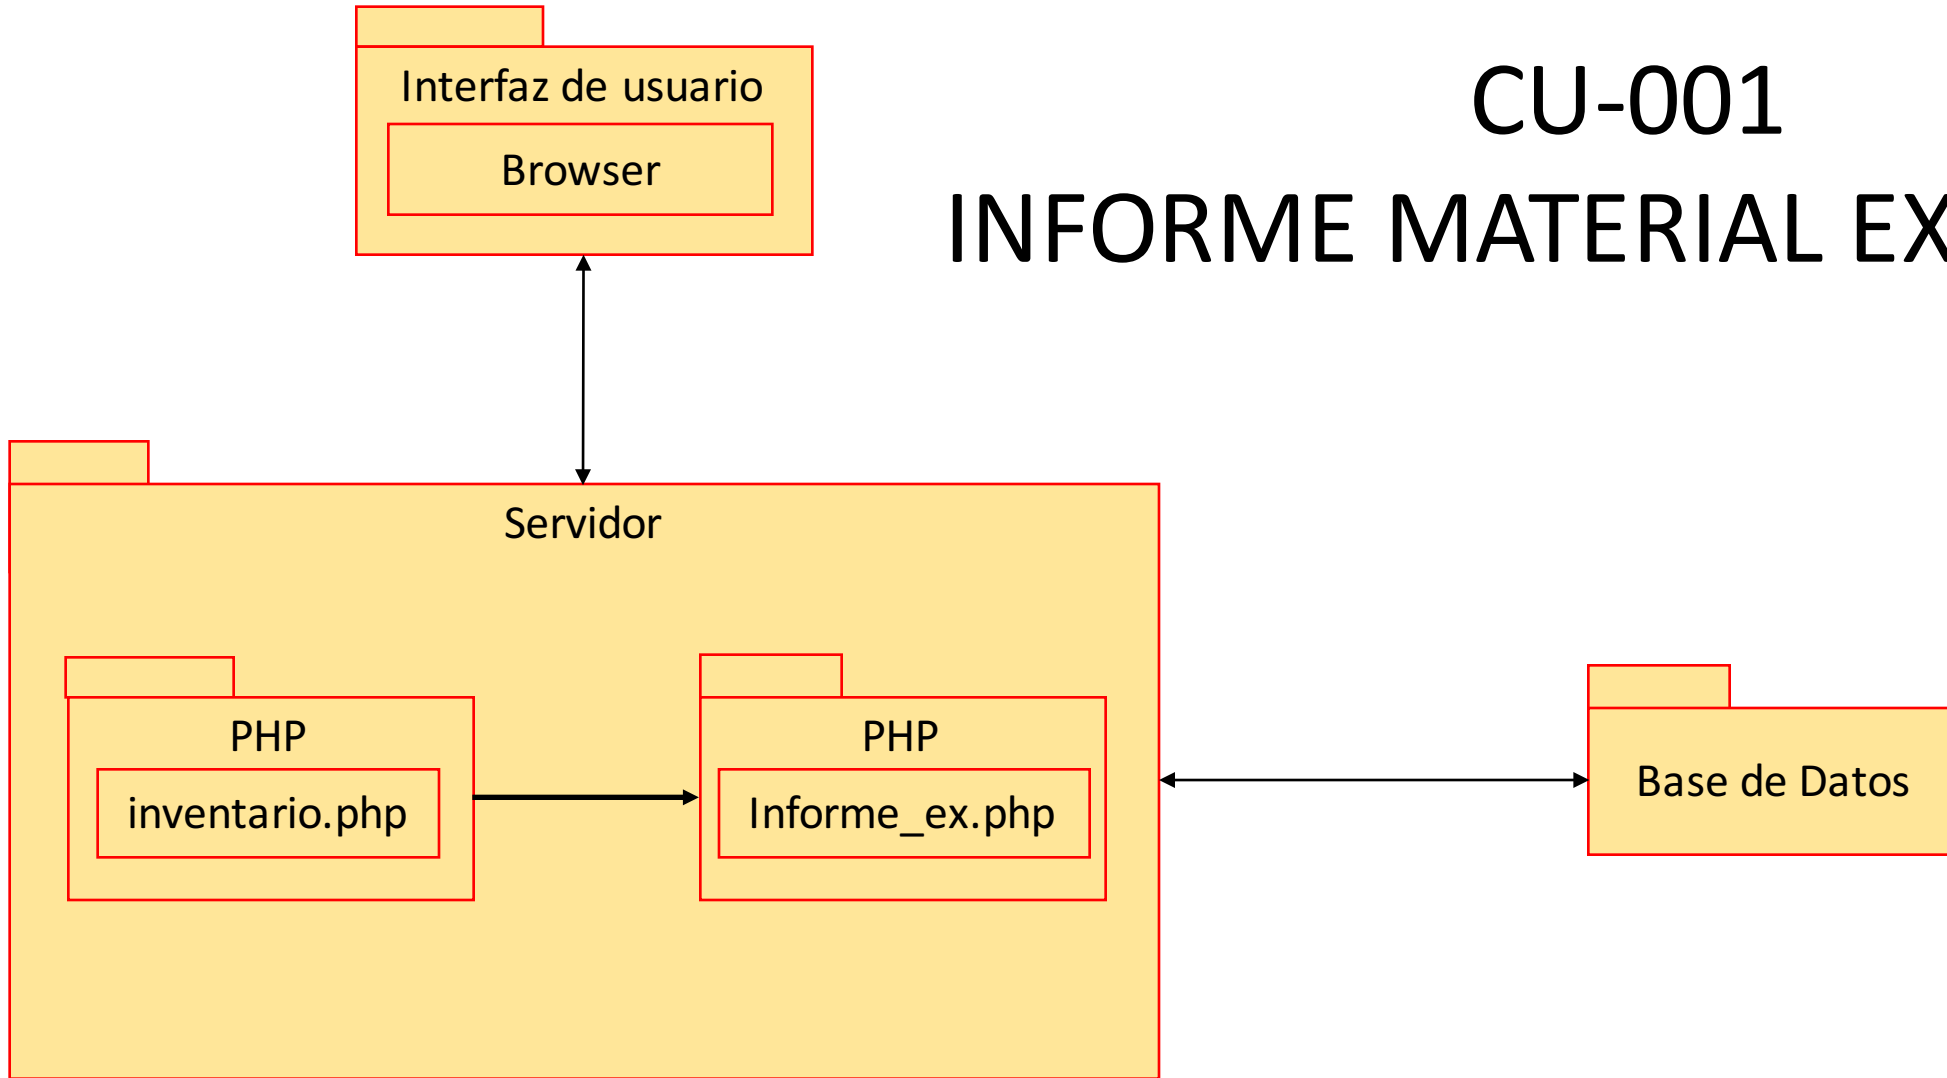 Interfaz de usuario
Browser
CU-001
INFORME MATERIAL EX
Servidor
PHP
inventario.php
PHP
Informe_ex.php
Base de Datos